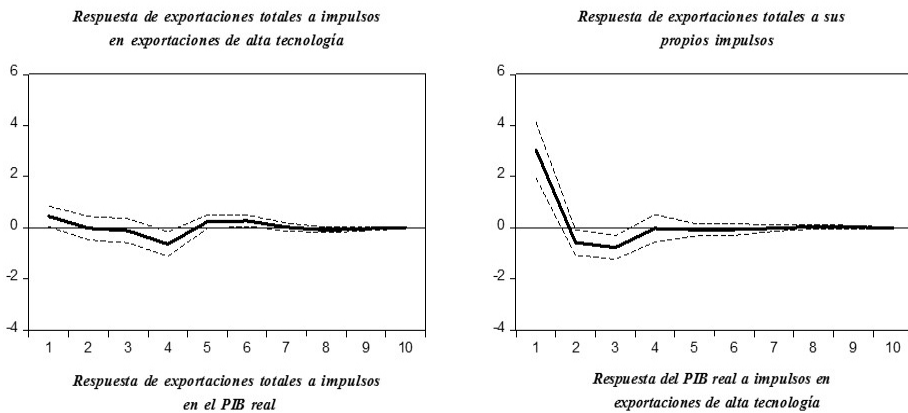 Respuesta de exportaciones totales a impulsos
en exportaciones de alta tecnología
6
4
2
0
-2
-4
1 2 3 4 5 6 7 8 9 10
Respuesta de exportaciones totales a impulsos
en el PIB real
Respuesta de exportaciones totales a sus
propios impulsos
6
4
2
0
-2
-4
1 2 3 4 5 6 7 8 9 10
Respuesta del PIB real a impulsos en
exportaciones de alta tecnología